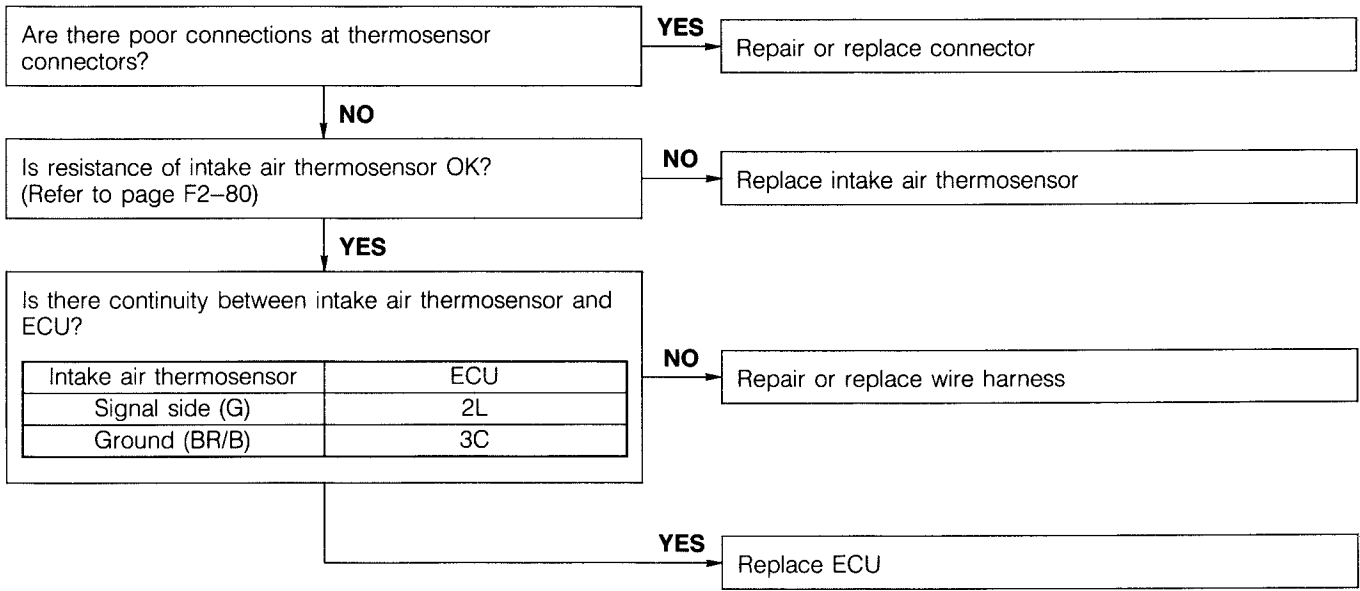 Are there poor connections at thermosensor
connectors?
YES
Repair or replace connector
NO
Is resistance of intake air thermosensor OK?
(Refer to page F2–80)
NO
Replace intake air thermosensor
YES
Is there continuity between intake air thermosensor and
ECU?
Intake air thermosensor ECU
Signal side (G) 2L
Ground (BR/B) 3C
NO
Repair or replace wire harness
YES
Replace ECU